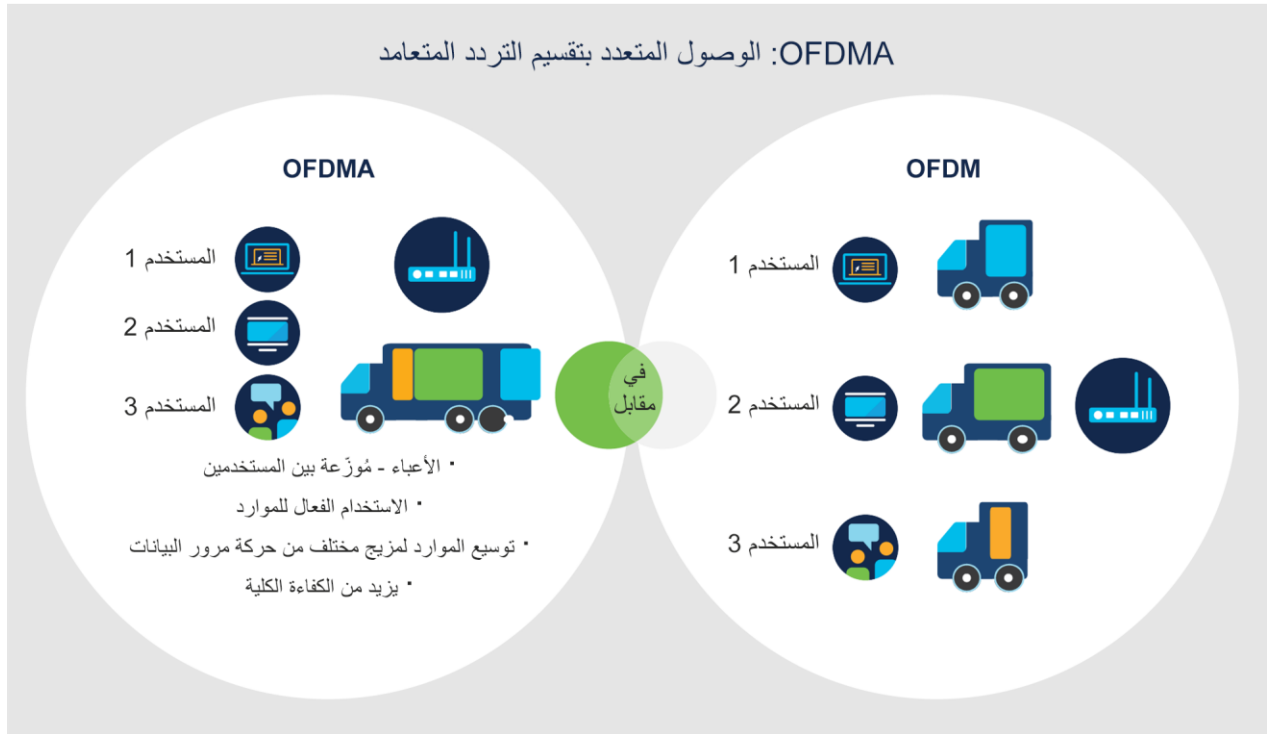 OFDMA: الوصول المتعدد بتقسيم التردد المتعامد
OFDM
المستخدم 1
المستخدم 2
المستخدم 3
في
مقابل
OFDMA
المستخدم 1
المستخدم 2
المستخدم 3
▪ الأعباء - مُوزّعة بين المستخدمين
▪ الاستخدام الفعال للموارد
▪ توسيع الموارد لمزيج مختلف من حركة مرور البيانات
▪ يزيد من الكفاءة الكلية